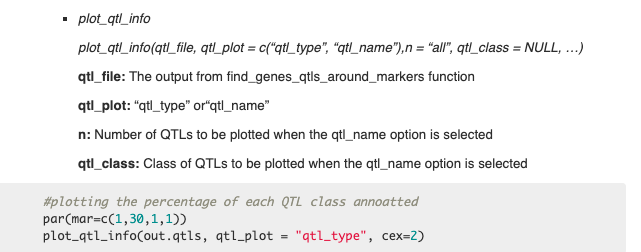 ▪ plot_qtl_info
plot_qtl_info(qtl_file, qtl_plot = c(“qtl_type”, “qtl_name”),n = “all”, qtl_class = NULL, …)
qtl_file: The output from find_genes_qtls_around_markers function
qtl_plot: “qtl_type” or“qtl_name”
n: Number of QTLs to be plotted when the qtl_name option is selected
qtl_class: Class of QTLs to be plotted when the qtl_name option is selected
#plotting the percentage of each QTL class annoatted
par(mar=c(1,30,1,1))
plot_qtl_info(out.qtls, qtl_plot = "qtl_type", cex=2)